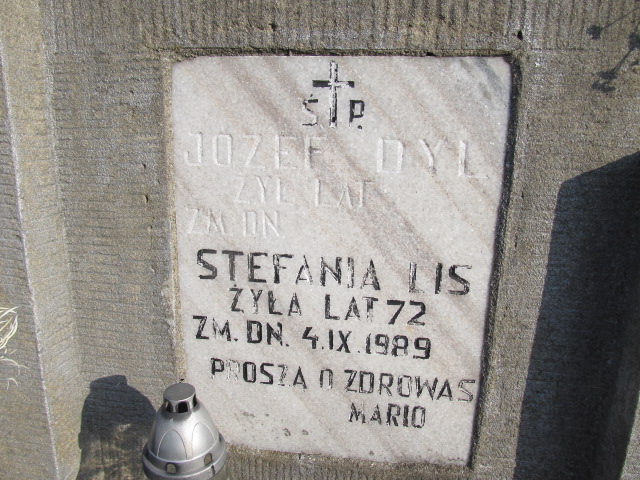 Ś P.
JÓZEF DYL
ŻYŁ LAT
ZM. DN.
STEFANIA LIS
ŻYŁA LAT 72
ZM. DN. 4.IX.1989
PROSZĄ O ZDROWAŚ
MARIO